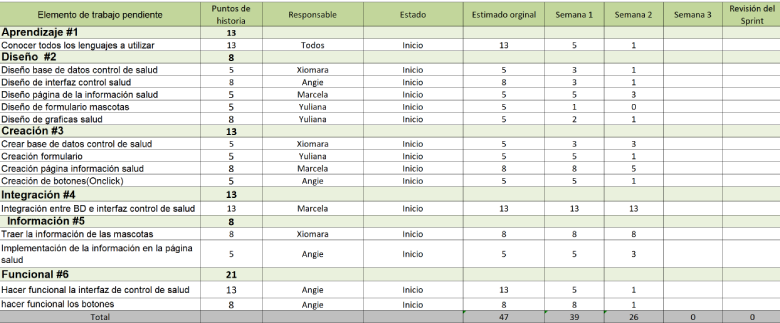 Elemento de trabajo pendiente Puntos de historia Responsable Estado Estimado orginal Semana 1 Semana 2 Semana 3 Revisión del Sprint
Aprendizaje #1 13
Conocer todos los lenguajes a utilizar 13 Todos Inicio 13 5 1
Diseño #2 8
Diseño base de datos control de salud 5 Xiomara Inicio 5 3 1
Diseño de interfaz control salud 8 Angie Inicio 8 3 1
Diseño página de la información salud 5 Marcela Inicio 5 5 3
Diseño de formulario mascotas 5 Yuliana Inicio 5 1 0
Diseño de graficas salud 8 Yuliana Inicio 5 2 1
Creación #3 13
Crear base de datos control de salud 5 Xiomara Inicio 5 3 3
Creación formulario 5 Yuliana Inicio 5 5 1
Creación página información salud 8 Marcela Inicio 8 8 5
Creación de botones(Onclick) 5 Angie Inicio 5 5 1
Integración #4 13
Integración entre BD e interfaz control de salud 13 Marcela Inicio 13 13 13
Información #5 8
Traer la información de las mascotas 8 Xiomara Inicio 8 8 8
Implementación de la información en la página salud 5 Angie Inicio 5 5 3
Funcional #6 21
Hacer funcional la interfaz de control de salud 13 Angie Inicio 13 5 1
hacer funcional los botones 8 Angie Inicio 8 8 1
Total 47 39 26 0 0